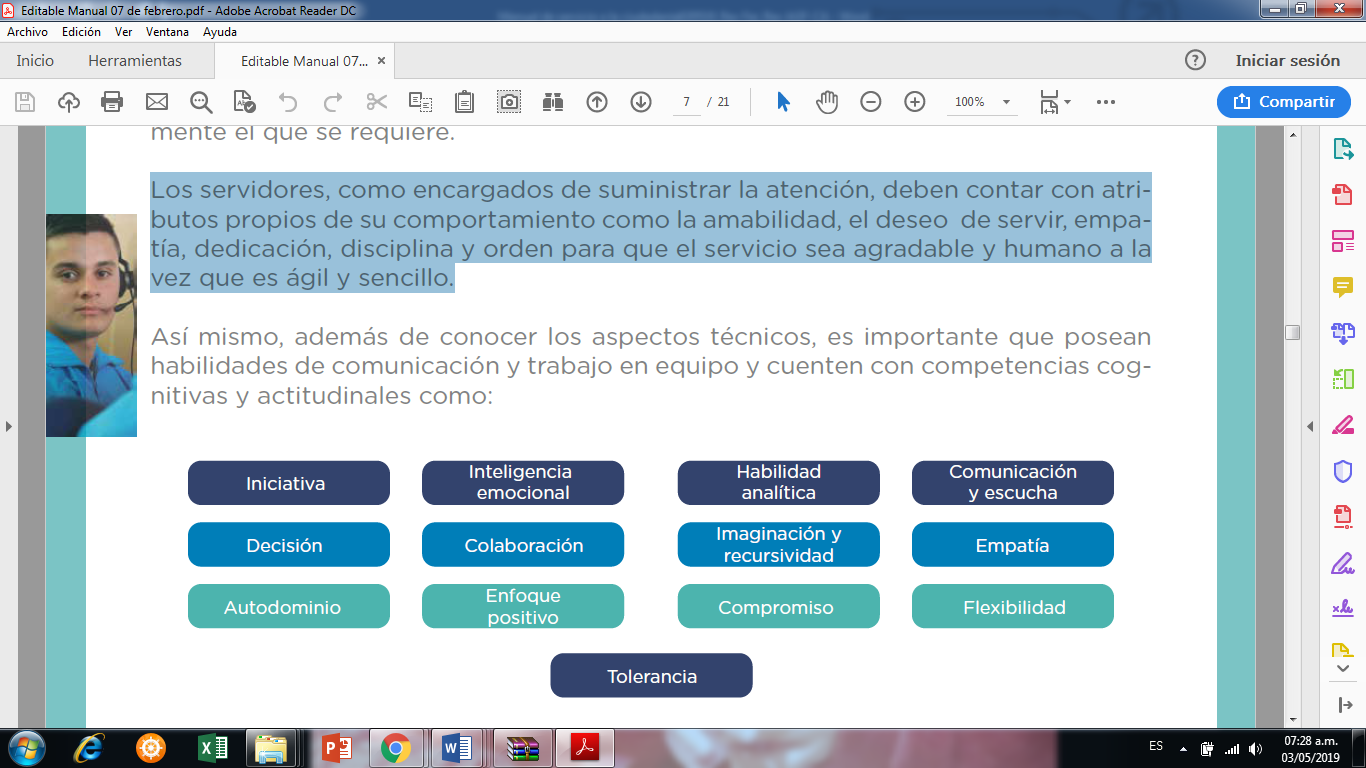 Editable Manual 07 de febrero.pdf - Adobe Acrobat Reader DC
Archivo Edición Ver Ventana Ayuda
Inicio Herramientas Editable Manual 07... × Iniciar sesión
7 / 21 100% Compartir
mente el que se requiere.
Los servidores, como encargados de suministrar la atención, deben contar con atri-
butos propios de su comportamiento como la amabilidad, el deseo de servir, empa-
tía, dedicación, disciplina y orden para que el servicio sea agradable y humano a la
vez que es ágil y sencillo.
Así mismo, además de conocer los aspectos técnicos, es importante que posean
habilidades de comunicación y trabajo en equipo y cuenten con competencias cog-
nitivas y actitudinales como:
Iniciativa
Inteligencia
emocional
Habilidad
analítica
Comunicación
y escucha
Decisión
Colaboración
Imaginación y
recursividad
Empatía
Autodominio
Enfoque
positivo
Compromiso
Flexibilidad
Tolerancia
ES 07:28 a.m.
03/05/2019